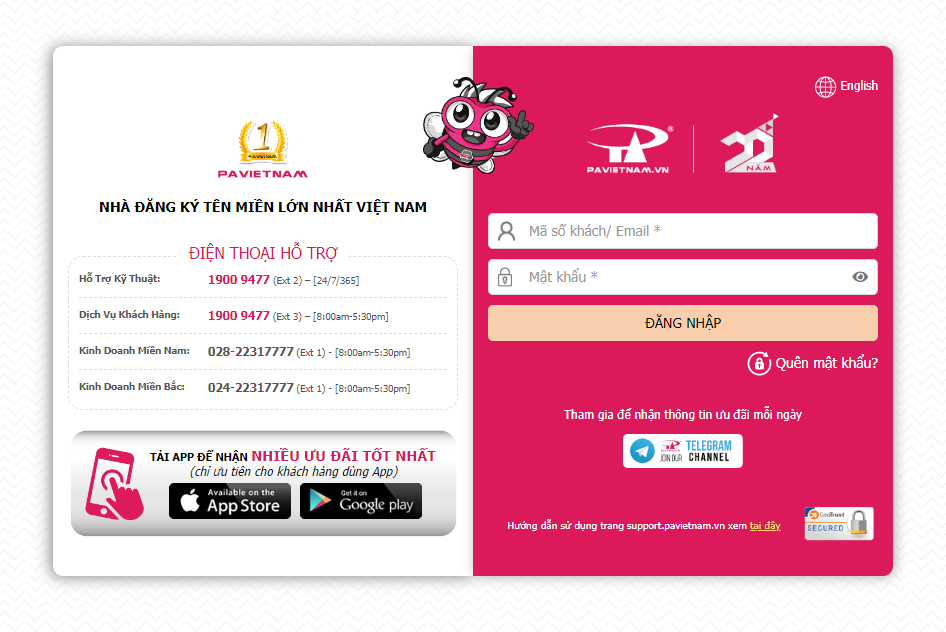 1
PAVIETNAM
PAVIETNAM
NHÀ ĐĂNG KÝ TÊN MIỀN LỚN NHẤT VIỆT NAM
ĐIỆN THOẠI HỖ TRỢ
Hỗ Trợ Kỹ Thuật: 1900 9477 (Ext 2) – [24/7/365]
Dịch Vụ Khách Hàng: 1900 9477 (Ext 3) – [8:00am-5:30pm]
Kinh Doanh Miền Nam: 028-22317777 (Ext 1) - [8:00am-5:30pm]
Kinh Doanh Miền Bắc: 024-22317777 (Ext 1) - [8:00am-5:30pm]
TẢI APP ĐỂ NHẬN NHIỀU ƯU ĐÃI TỐT NHẤT
(chỉ ưu tiên cho khách hàng dùng App)
Available on the
App Store
Get it on
Google play
English
PAVIETNAM.VN
®
20
NĂM
Mã số khách/ Email *
Mật khẩu *
ĐĂNG NHẬP
Quên mật khẩu?
Tham gia để nhận thông tin ưu đãi mỗi ngày
JOIN OUR
TELEGRAM
CHANNEL
Hướng dẫn sử dụng trang support.pavietnam.vn xem tại đây
GeoTrust
SECURED